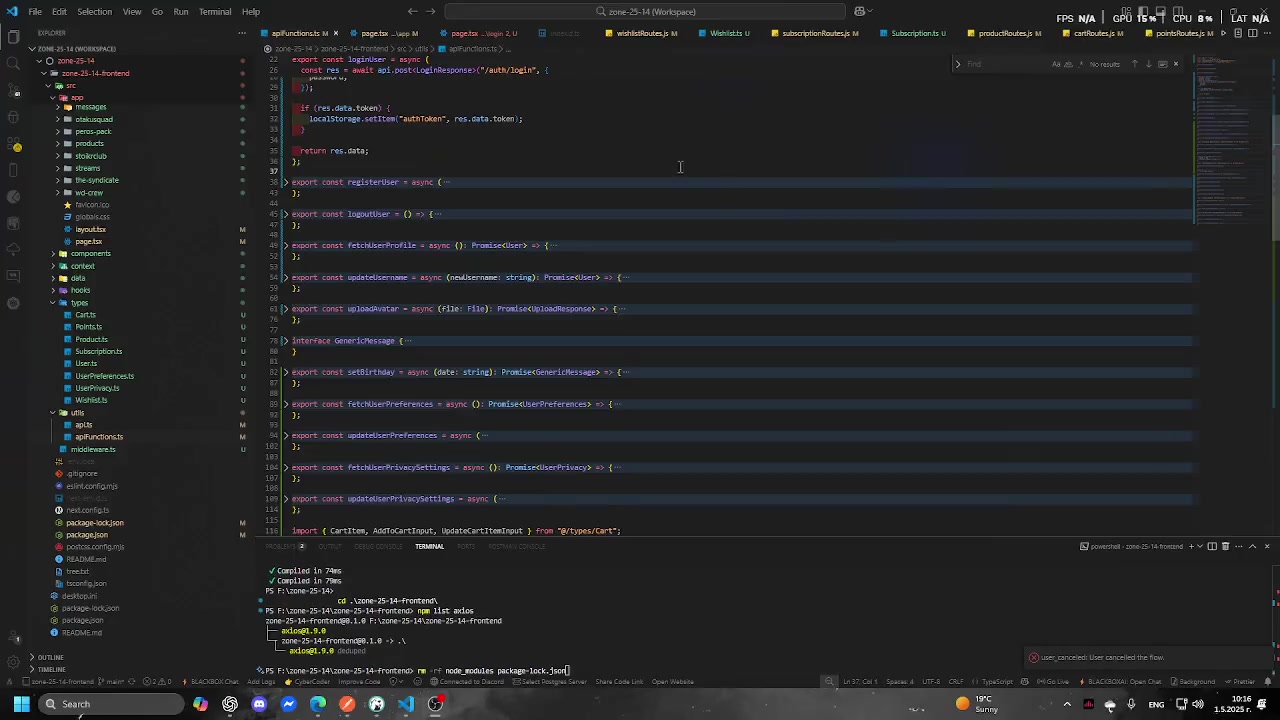 File Edit Selection View Go Run Terminal Help
zone-25-14 (Workspace)
FPS N/A
CPU 8 %
LAT N/A
EXPLORER
apiFunctions.ts M
page.tsx ...\app M
page.tsx ...\login 2, U
index.d.ts
wishlistRoutes.js M
Wishlist.ts U
subscriptionRoutes.js M
Subscription.ts U
pointsRoutes.js M
cartRoutes.js M
ZONE-25-14 (WORKSPACE)
zone-25-14 > zone-25-14-frontend > src > utils > apiFunctions.ts > ...
zone-25-14
zone-25-14-frontend
src
app
messages
otakusquad
peros-pack
products
stoikrclub
streams
wd-crew
favicon.ico
globals.css
layout.tsx M
page.tsx M
components
context
data
hooks
types
Cart.ts U
Points.ts U
Product.ts U
Subscription.ts U
User.ts U
UserPreferences.ts U
UserPrivacy.ts U
Wishlist.ts U
utils
api.ts M
apiFunctions.ts M
middleware.ts U
.gitignore
eslint.config.mjs
next.config.ts
package-lock.json M
package.json M
postcss.config.mjs
README.md
tree.txt
tsconfig.json
desktop.ini
package-lock.json
package.json
README.md
OUTLINE
TIMELINE
22 export const loginUser = async (
26 const res = await api.post<LoginResponse>("/auth/login", {
29 });
30
31 if (res.data.token) {
32 localStorage.setItem("authToken", res.data.token);
33 }
34
35 return res.data;
36 };
37
38 export const registerUser = async (···
43 };
44
45 export const logoutUser = () => {···
47 };
48
49 export const fetchUserProfile = async (): Promise<User> => {···
52 };
53
54 export const updateUsername = async (newUsername: string): Promise<User> => {···
59 };
60
61 export const uploadAvatar = async (file: File): Promise<UploadResponse> => {···
76 };
77
78 interface GenericMessage {···
80 }
81
82 export const setBirthday = async (date: string): Promise<GenericMessage> => {···
87 };
88
89 export const fetchUserPreferences = async (): Promise<UserPreferences> => {···
92 };
93
94 export const updateUserPreferences = async (···
102 };
103
104 export const fetchUserPrivacySettings = async (): Promise<UserPrivacy> => {···
107 };
108
109 export const updateUserPrivacySettings = async (···
114 };
115
116 import { CartItem, AddToCartInput, UpdateCartItemInput } from "@/types/Cart";
Find
No results
PROBLEMS 2 OUTPUT DEBUG CONSOLE TERMINAL PORTS POSTMAN CONSOLE
powershell - zone-25-14-frontend
✓ Compiled in 74ms
✓ Compiled in 79ms
PS F:\zone-25-14>
cd .\zone-25-14-frontend\
PS F:\zone-25-14\zone-25-14-frontend> npm list axios
zone-25-14-frontend@0.1.0 F:\zone-25-14\zone-25-14-frontend
axios@1.9.0
zone-25-14-frontend@0.1.0 -> .\
axios@1.9.0 deduped
PS F:\zone-25-14\zone-25-14-frontend> rm -rf node_modules package-lock.json
user_canceled: User cancelled the flow.
zone-25-14-frontend main* 2 0 BLACKBOX Chat Add Logs CyberCoder Improve Code Connected to Discord Select Postgres Server Share Code Link Open Website
Ln 37, Col 1 Spaces: 4 UTF-8 CRLF TypeScript Go Live BLACKBOXAI: Open Chat Background Prettier
Search
19°C
Sunny
ENG
10:16
1.5.2025 г.